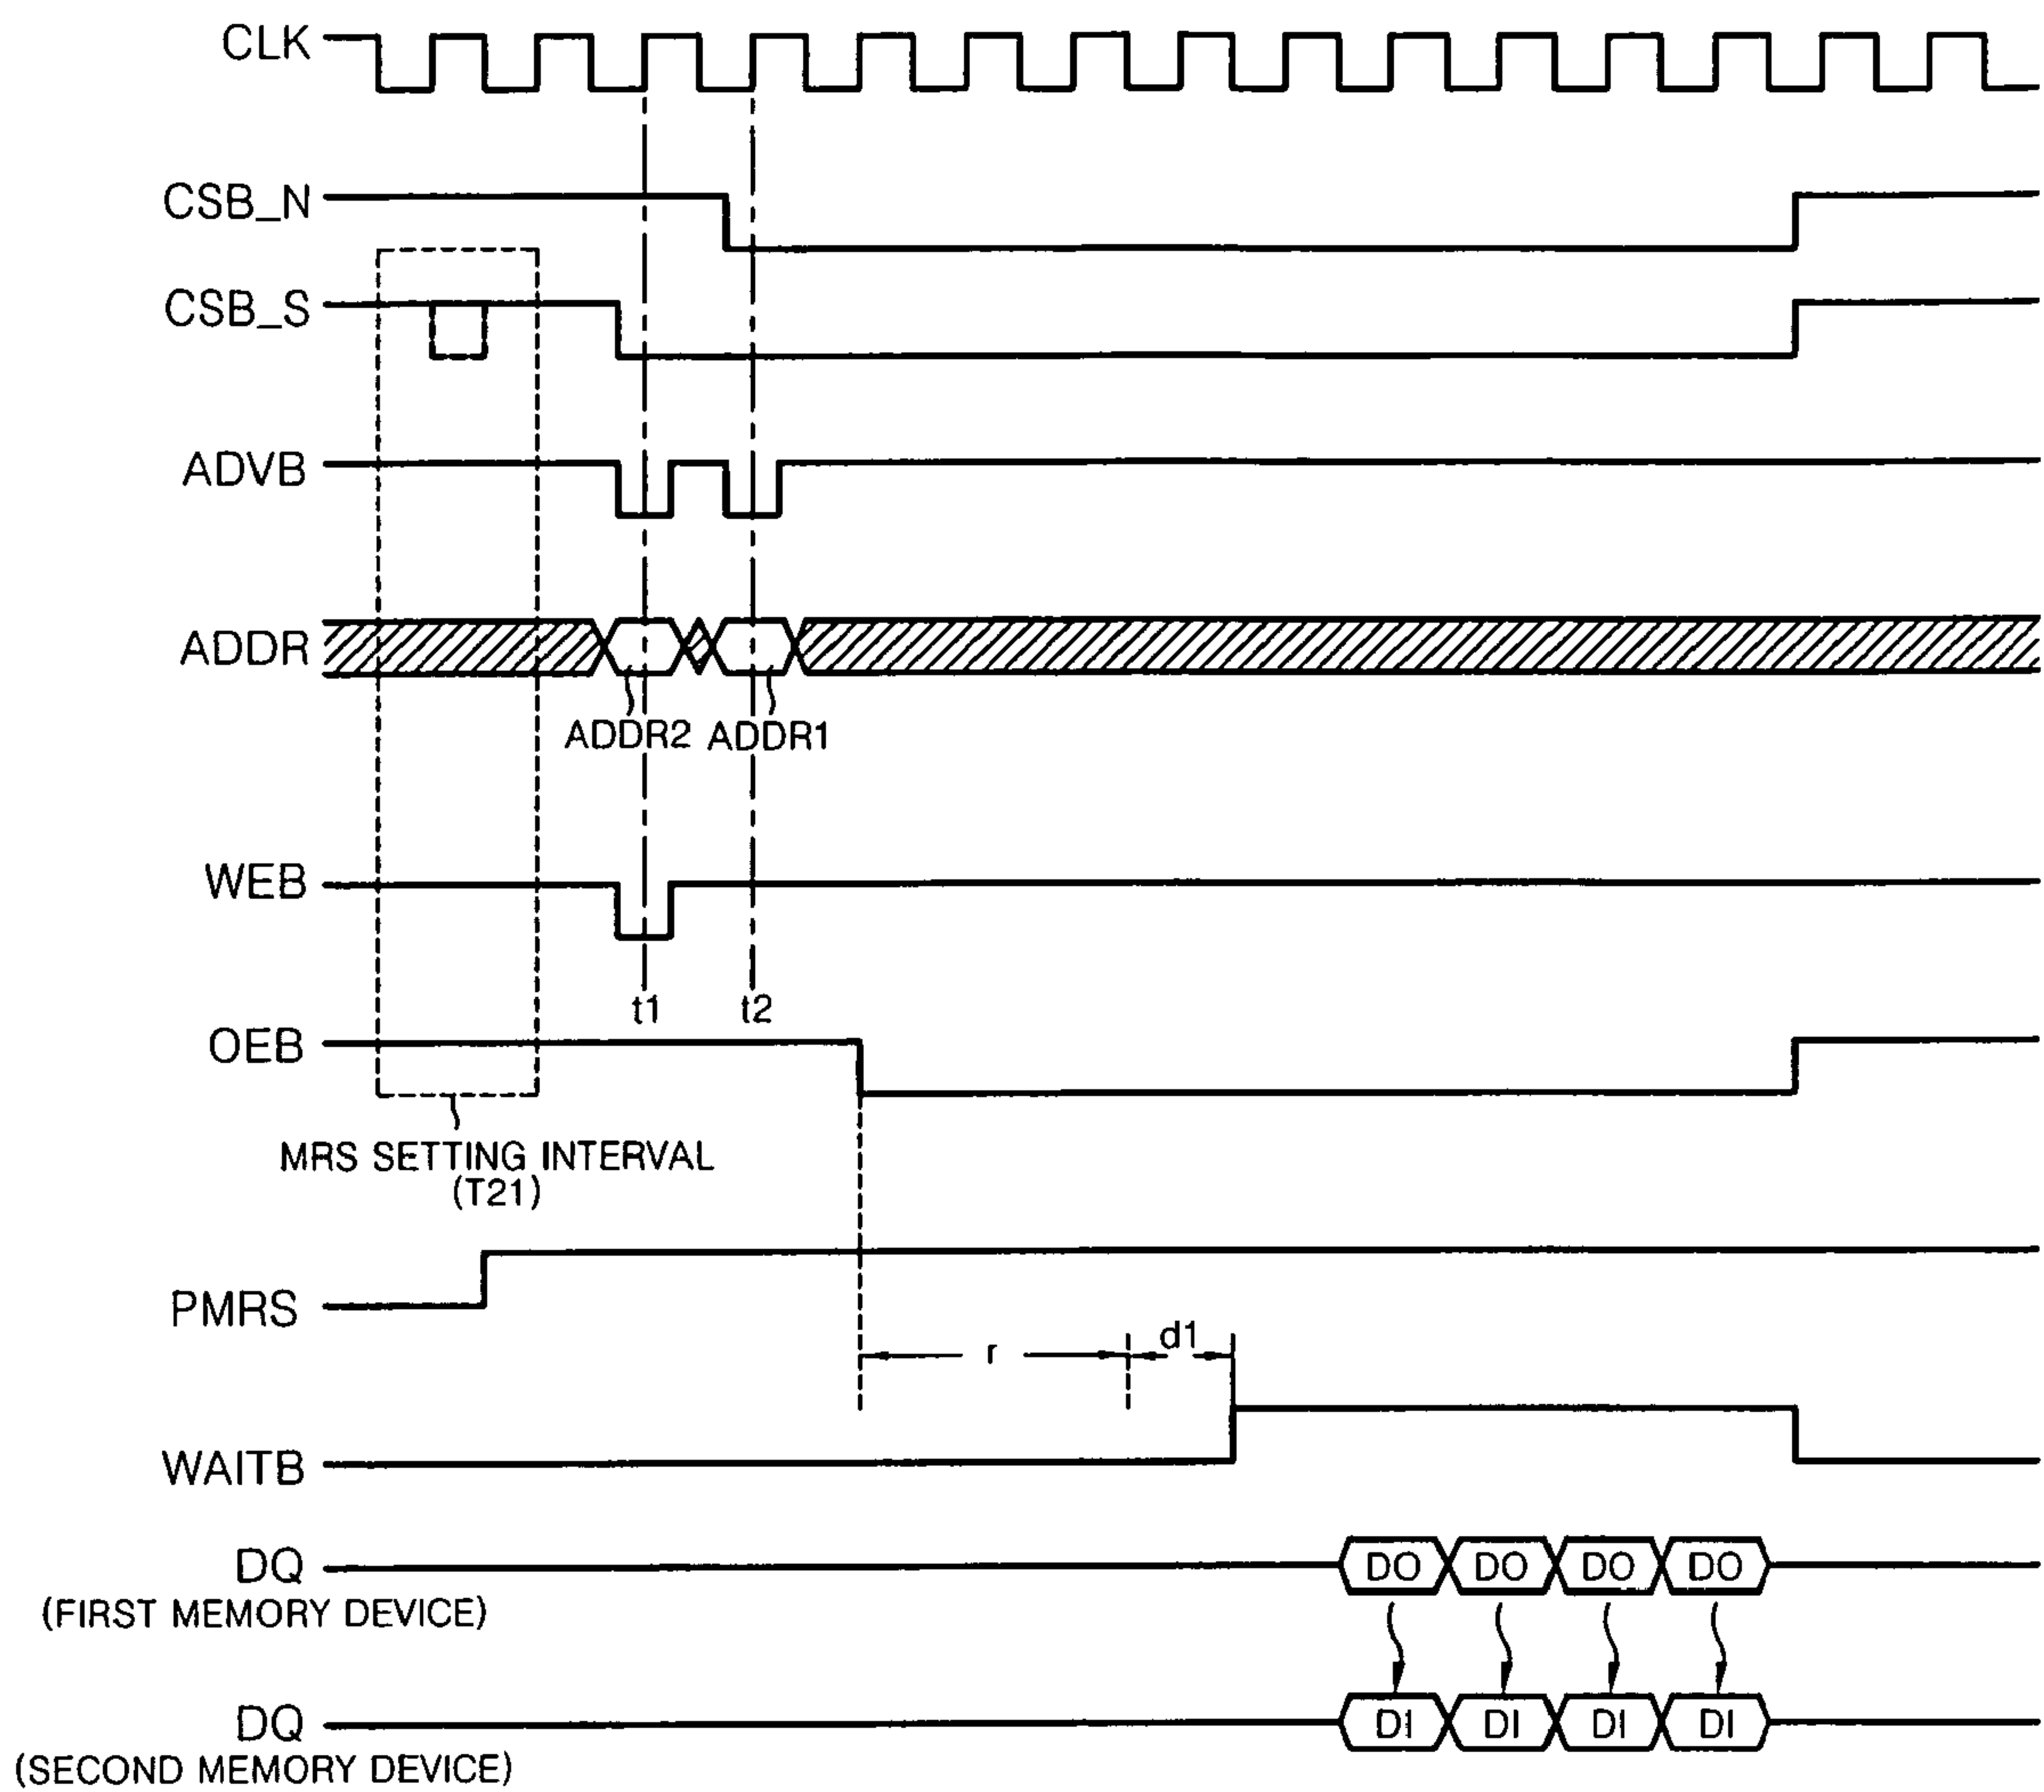 CLK
CSB_N
CSB_S
ADVB
ADDR
ADDR2 ADDR1
WEB
t1 t2
OEB
MRS SETTING INTERVAL
(T21)
PMRS
r d1
WAITB
DQ DO DO DO DO
(FIRST MEMORY DEVICE)
DQ DI DI DI DI
(SECOND MEMORY DEVICE)